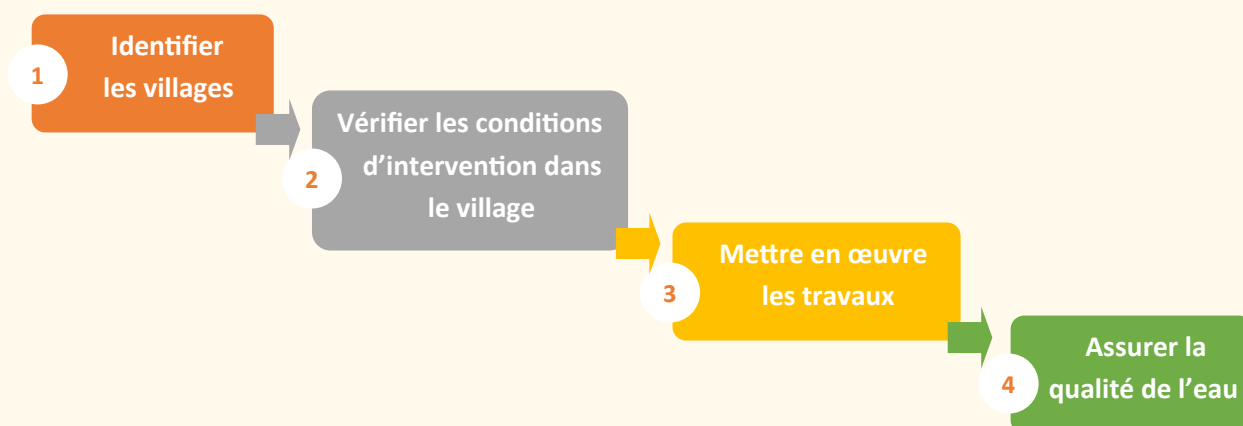 1
Identifier
les villages
2
Vérifier les conditions
d'intervention dans
le village
3
Mettre en œuvre
les travaux
4
Assurer la
qualité de l'eau